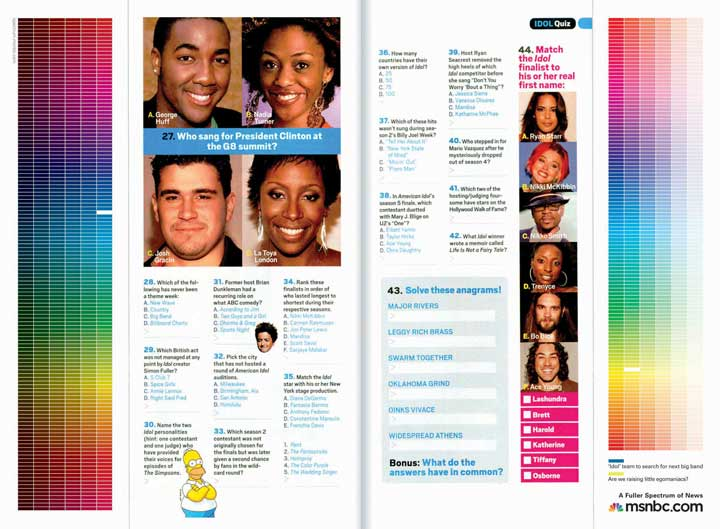 IDOL Quiz
A. George
Huff
B. Nadia
Turner
27. Who sang for President Clinton at
the G8 summit?
C. Josh
Gracin
D. La Toya
London
28. Which of the fol-
lowing has never been
a theme week:
A. New Wave
B. Country
C. Big Band
D. Billboard Charts
29. Which British act
was not managed at any
point by Idol creator
Simon Fuller?
A. S Club 7
B. Spice Girls
C. Annie Lennox
D. Right Said Fred
30. Name the two
Idol personalities
(hint: one contestant
and one judge) who
have provided
their voices for
episodes of
The Simpsons.
31. Former host Brian
Dunkleman had a
recurring role on
what ABC comedy?
A. According to Jim
B. Two Guys and a Girl
C. Dharma & Greg
D. Sports Night
32. Pick the city
that has not hosted a
round of American Idol
auditions.
A. Milwaukee
B. Birmingham, Ala.
C. San Antonio
D. Honolulu
33. Which season 2
contestant was not
originally chosen for
the finals but was later
given a second chance
by fans in the wild-
card round?
34. Rank these
finalists in order of
who lasted longest to
shortest during their
respective seasons.
A. Nikki McKibbin
B. Carmen Rasmusen
C. Jon Peter Lewis
D. Mandisa
E. Scott Savol
F. Sanjaya Malakar
35. Match the Idol
star with his or her New
York stage production.
A. Diana DeGarmo
B. Fantasia Barrino
C. Anthony Federov
D. Constantine Maroulis
E. Frenchie Davis
1. Rent
2. The Fantasticks
3. Hairspray
4. The Color Purple
5. The Wedding Singer
36. How many
countries have their
own version of Idol?
A. 25
B. 50
C. 75
D. 100
37. Which of these hits
wasn't sung during sea-
son 2's Billy Joel Week?
A. "Tell Her About It"
B. "New York State
of Mind"
C. "Movin' Out"
D. "Piano Man"
38. In American Idol's
season 5 finale, which
contestant duetted
with Mary J. Blige on
U2's "One"?
A. Elliott Yamin
B. Taylor Hicks
C. Ace Young
D. Chris Daughtry
39. Host Ryan
Seacrest removed the
high heels of which
Idol competitor before
she sang "Don't You
Worry 'Bout a Thing"?
A. Jessica Sierra
B. Vanessa Olivarez
C. Mandisa
D. Katharine McPhee
40. Who stepped in for
Mario Vazquez after he
mysteriously dropped
out of season 4?
41. Which two of the
hosting/judging four-
some have stars on the
Hollywood Walk of Fame?
42. What Idol winner
wrote a memoir called
Life Is Not a Fairy Tale?
43. Solve these anagrams!
MAJOR RIVERS
LEGGY RICH BRASS
SWARM TOGETHER
OKLAHOMA GRIND
OINKS VIVACE
WIDESPREAD ATHENS
Bonus: What do the
answers have in common?
44. Match
the Idol
finalist to
his or her real
first name:
A. Ryan Starr
B. Nikki McKibbin
C. Nikko Smith
D. Trenyce
E. Bo Bice
F. Ace Young
Lashundra
Brett
Harold
Katherine
Tiffany
Osborne
'Idol' team to search for next big band
Are we raising little egomaniacs?
A Fuller Spectrum of News
msnbc.com